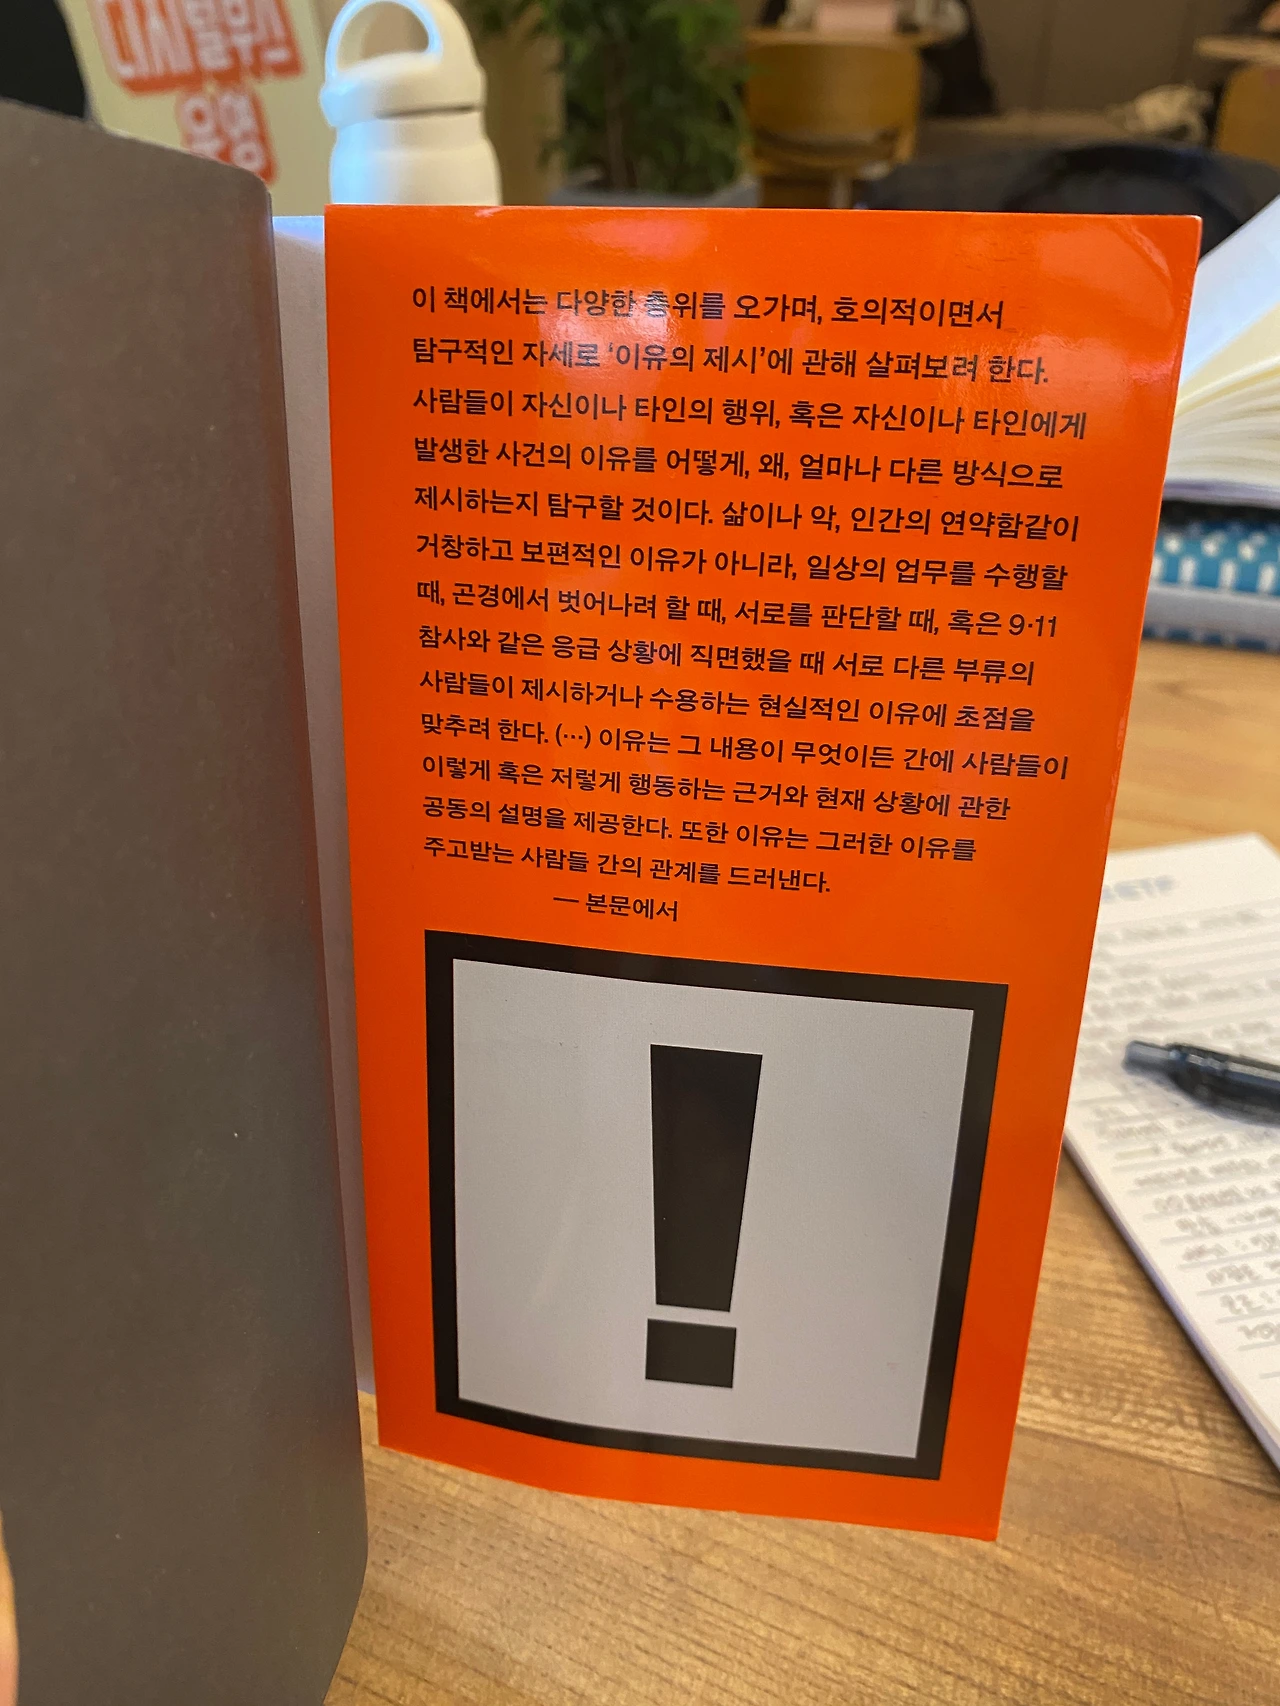 이 책에서는 다양한 층위를 오가며, 호의적이면서
탐구적인 자세로 ‘이유의 제시’에 관해 살펴보려 한다.
사람들이 자신이나 타인의 행위, 혹은 자신이나 타인에게
발생한 사건의 이유를 어떻게, 왜, 얼마나 다른 방식으로
제시하는지 탐구할 것이다. 삶이나 악, 인간의 연약함같이
거창하고 보편적인 이유가 아니라, 일상의 업무를 수행할
때, 곤경에서 벗어나려 할 때, 서로를 판단할 때, 혹은 9·11
참사와 같은 응급 상황에 직면했을 때 서로 다른 부류의
사람들이 제시하거나 수용하는 현실적인 이유에 초점을
맞추려 한다. (…) 이유는 그 내용이 무엇이든 간에 사람들이
이렇게 혹은 저렇게 행동하는 근거와 현재 상황에 관한
공동의 설명을 제공한다. 또한 이유는 그러한 이유를
주고받는 사람들 간의 관계를 드러낸다.
— 본문에서
!